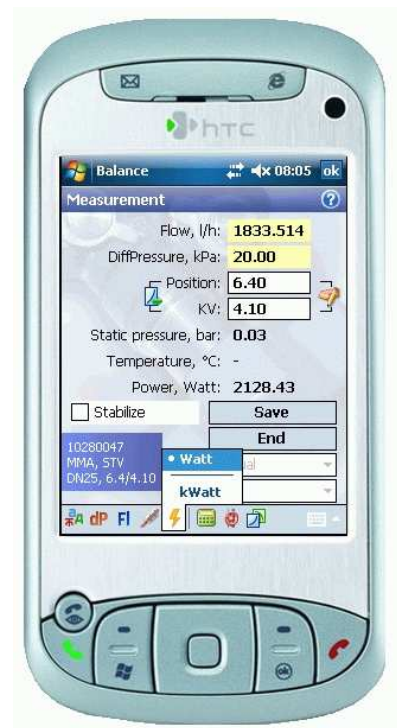 hTC
Balance 08:05 ok
Measurement ?
Flow, l/h: 1833.514
DiffPressure, kPa: 20.00
Position: 6.40
KV: 4.10
Static pressure, bar: 0.03
Temperature, °C: -
Power, Watt: 2128.43
Stabilize Save
End
10280047
MMA, STV
DN25, 6.4/4.10
• Watt
kWatt
dP Fl
ok